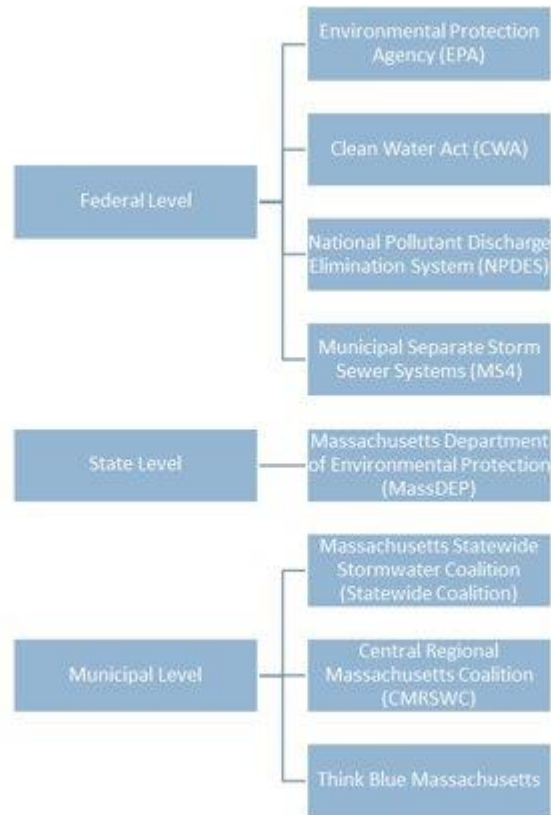 Environmental Protection
Agency (EPA)
Clean Water Act (CWA)
Federal Level
National Pollutant Discharge
Elimination System (NPDES)
Municipal Separate Storm
Sewer Systems (MS4)
State Level
Massachusetts Department
of Environmental Protection
(MassDEP)
Massachusetts Statewide
Stormwater Coalition
(Statewide Coalition)
Municipal Level
Central Regional
Massachusetts Coalition
(CMRSWC)
Think Blue Massachusetts